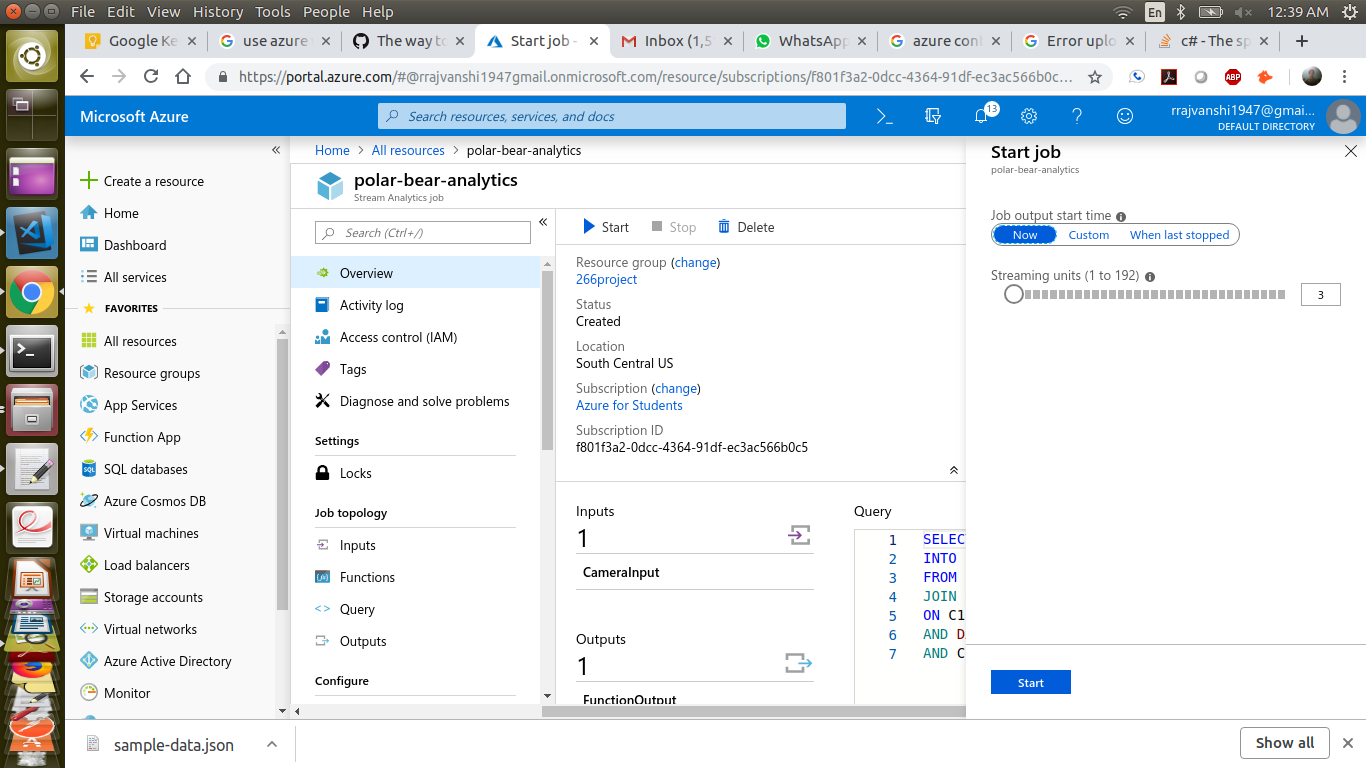 File Edit View History Tools People Help
En
12:39 AM
Google Ke
use azure
The way to
Start job -
Inbox (1,5
WhatsApp
azure con
Error uplo
c# - The sp
https://portal.azure.com/#@rrajvanshi1947gmail.onmicrosoft.com/resource/subscriptions/f801f3a2-0dcc-4364-91df-ec3ac566b0c...
ABP
Microsoft Azure
Search resources, services, and docs
13
rrajvanshi1947@gmai...
DEFAULT DIRECTORY
Create a resource
Home
Dashboard
All services
FAVORITES
All resources
Resource groups
App Services
Function App
SQL databases
Azure Cosmos DB
Virtual machines
Load balancers
Storage accounts
Virtual networks
Azure Active Directory
Monitor
Home > All resources > polar-bear-analytics
polar-bear-analytics
Stream Analytics job
Search (Ctrl+/)
Overview
Activity log
Access control (IAM)
Tags
Diagnose and solve problems
Settings
Locks
Job topology
Inputs
Functions
Query
Outputs
Configure
Start
Stop
Delete
Resource group (change)
266project
Status
Created
Location
South Central US
Subscription (change)
Azure for Students
Subscription ID
f801f3a2-0dcc-4364-91df-ec3ac566b0c5
Inputs
1
CameraInput
Outputs
1
FunctionOutput
Query
1 SELEC
2 INTO
3 FROM
4 JOIN
5 ON C1
6 AND D
7 AND C
Start job
polar-bear-analytics
Job output start time
Now Custom When last stopped
Streaming units (1 to 192)
3
Start
sample-data.json
Show all